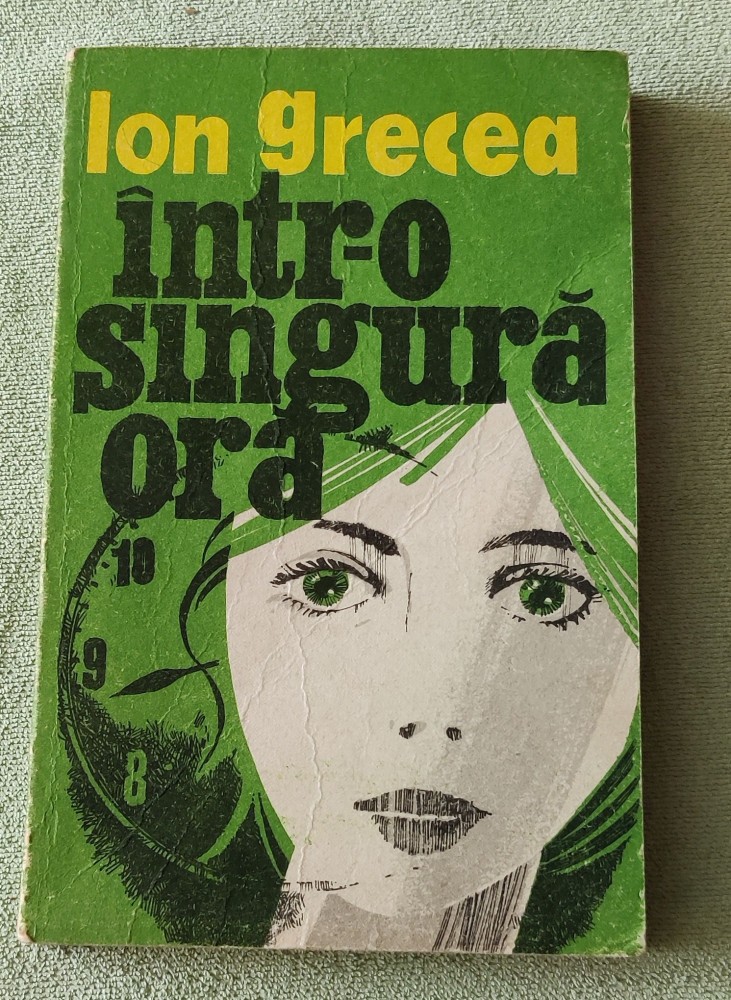 Ion grecea
într-o
singură
oră
10
9
8